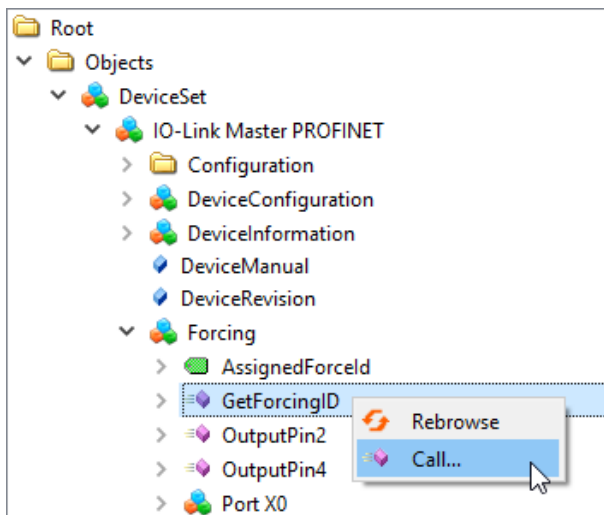 Root
Objects
DeviceSet
IO-Link Master PROFINET
Configuration
DeviceConfiguration
DeviceInformation
DeviceManual
DeviceRevision
Forcing
AssignedForceId
GetForcingID
Rebrowse
OutputPin2
Call...
OutputPin4
Port X0